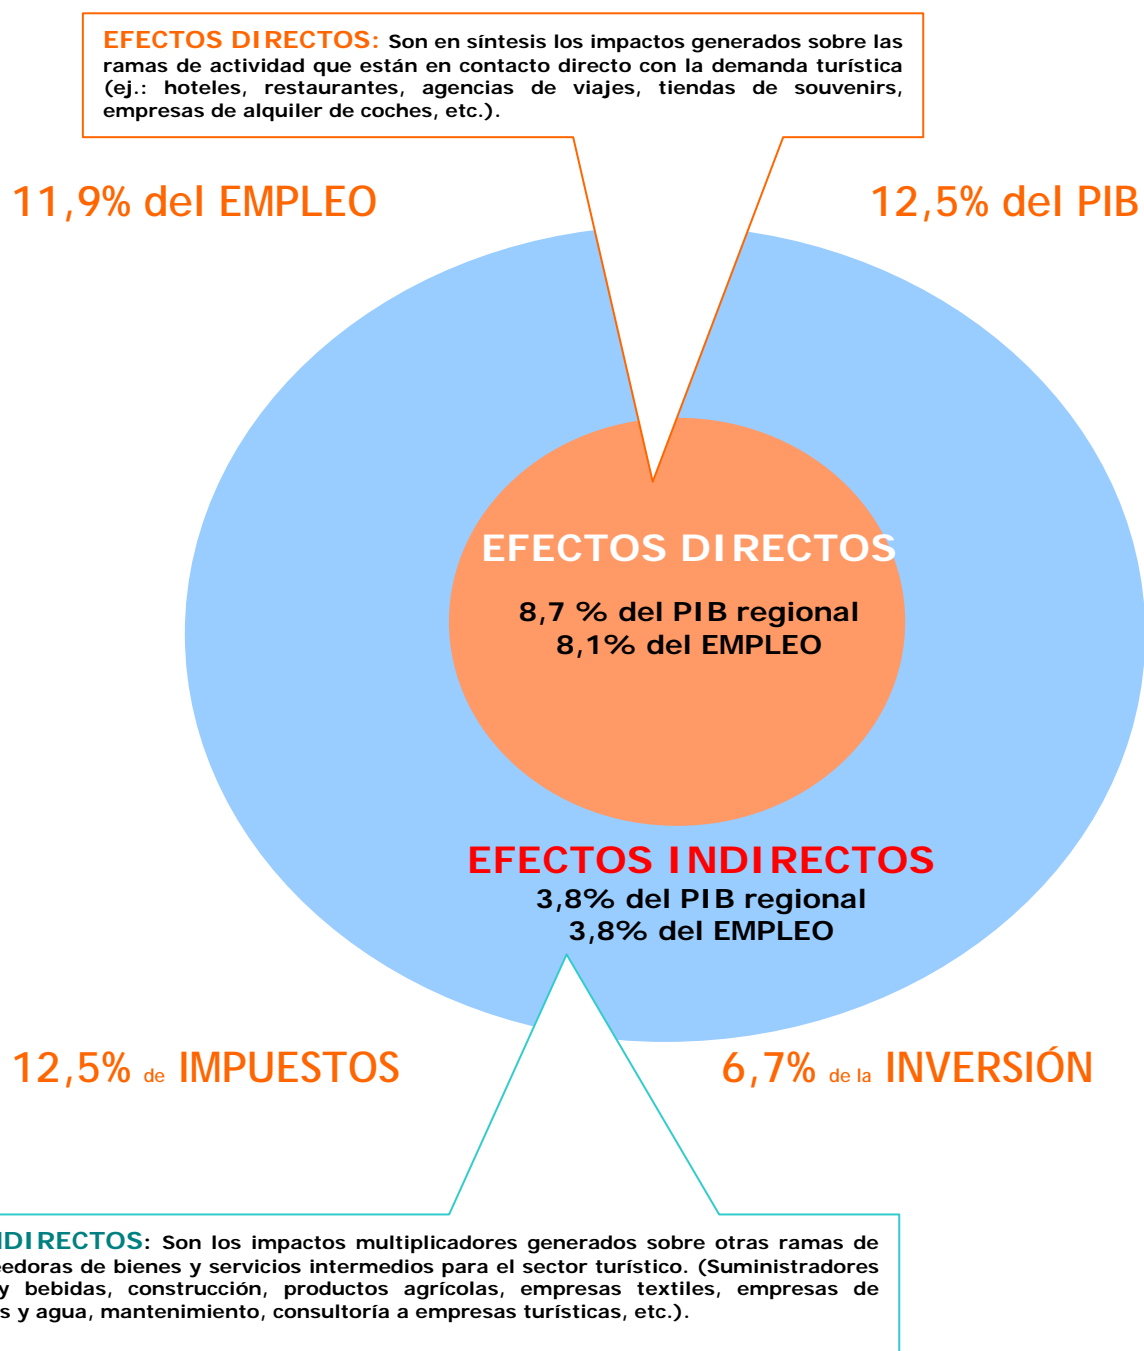 EFECTOS DIRECTOS: Son en síntesis los impactos generados sobre las
ramas de actividad que están en contacto directo con la demanda turística
(ej.: hoteles, restaurantes, agencias de viajes, tiendas de souvenirs,
empresas de alquiler de coches, etc.).
11,9% del EMPLEO
12,5% del PIB
EFECTOS DIRECTOS
8,7 % del PIB regional
8,1% del EMPLEO
EFECTOS INDIRECTOS
3,8% del PIB regional
3,8% del EMPLEO
12,5% de IMPUESTOS
6,7% de la INVERSIÓN
: Son los impactos multiplicadores generados sobre otras ramas de
de bienes y servicios intermedios para el sector turístico. (Suministradores
y bebidas, construcción, productos agrícolas, empresas textiles, empresas de
y agua, mantenimiento, consultoría a empresas turísticas, etc.).